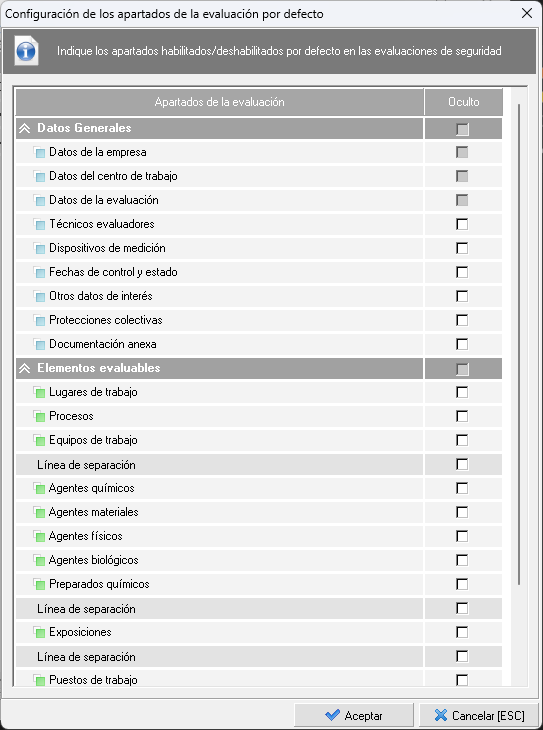 Configuración de los apartados de la evaluación por defecto
Indique los apartados habilitados/deshabilitados por defecto en las evaluaciones de seguridad
Apartados de la evaluación Oculto
Datos Generales
Datos de la empresa
Datos del centro de trabajo
Datos de la evaluación
Técnicos evaluadores
Dispositivos de medición
Fechas de control y estado
Otros datos de interés
Protecciones colectivas
Documentación anexa
Elementos evaluables
Lugares de trabajo
Procesos
Equipos de trabajo
Línea de separación
Agentes químicos
Agentes materiales
Agentes físicos
Agentes biológicos
Preparados químicos
Línea de separación
Exposiciones
Línea de separación
Puestos de trabajo
Aceptar Cancelar [ESC]